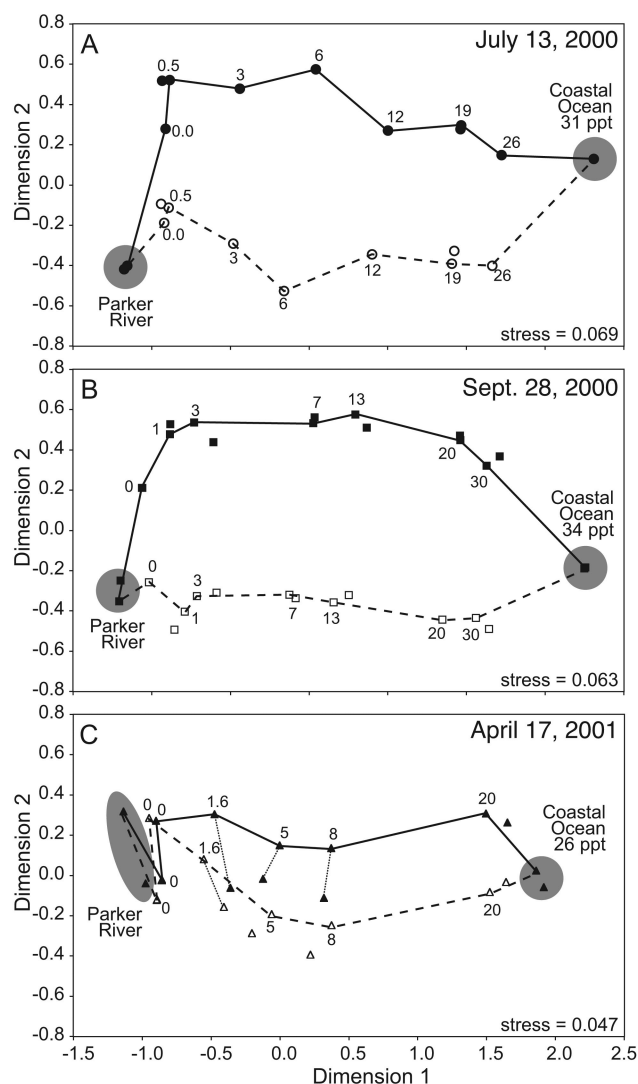 A
July 13, 2000
Dimension 2
0.8
0.6
0.4
0.2
0.0
-0.2
-0.4
-0.6
-0.8
0.5
3
6
12
19
26
0.0
Coastal
Ocean
31 ppt
0.5
0.0
3
6
12
19
26
Parker
River
stress = 0.069
B
Sept. 28, 2000
Dimension 2
0.8
0.6
0.4
0.2
0.0
-0.2
-0.4
-0.6
-0.8
0
1
3
7
13
20
30
Coastal
Ocean
34 ppt
0
1
3
7
13
20
30
Parker
River
stress = 0.063
C
April 17, 2001
Dimension 2
0.8
0.6
0.4
0.2
0.0
-0.2
-0.4
-0.6
-0.8
0
0
1.6
5
8
20
Coastal
Ocean
26 ppt
1.6
0
0
5
8
20
Parker
River
stress = 0.047
-1.5
-1.0
-0.5
0.0
0.5
1.0
1.5
2.0
2.5
Dimension 1